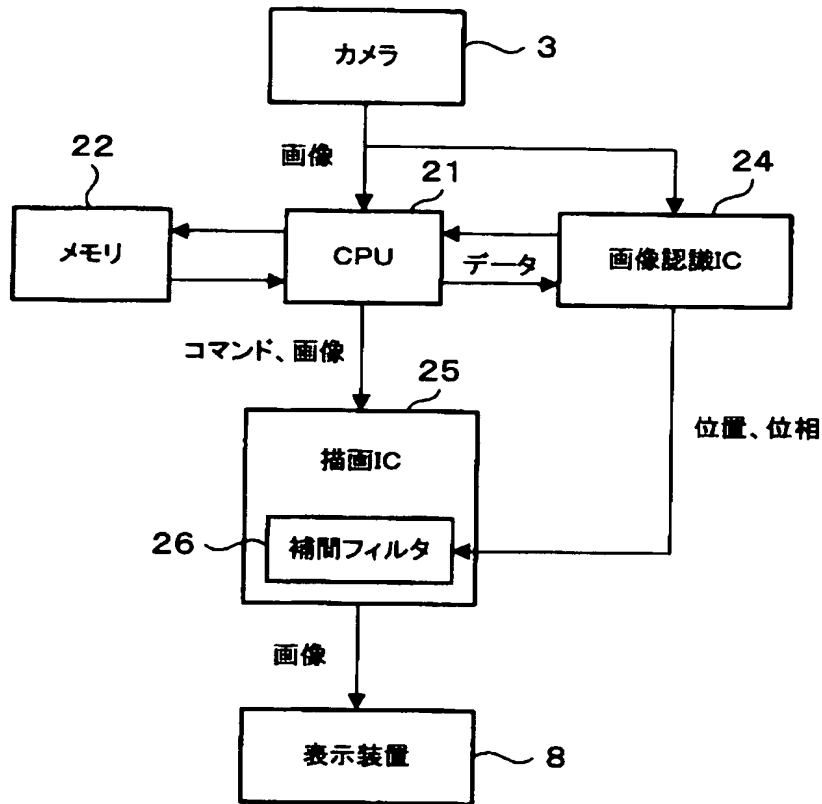 カメラ
3
画像
22
21
24
メモリ
CPU
データ
画像認識IC
コマンド、画像
25
位置、位相
描画IC
26
補間フィルタ
画像
表示装置
8